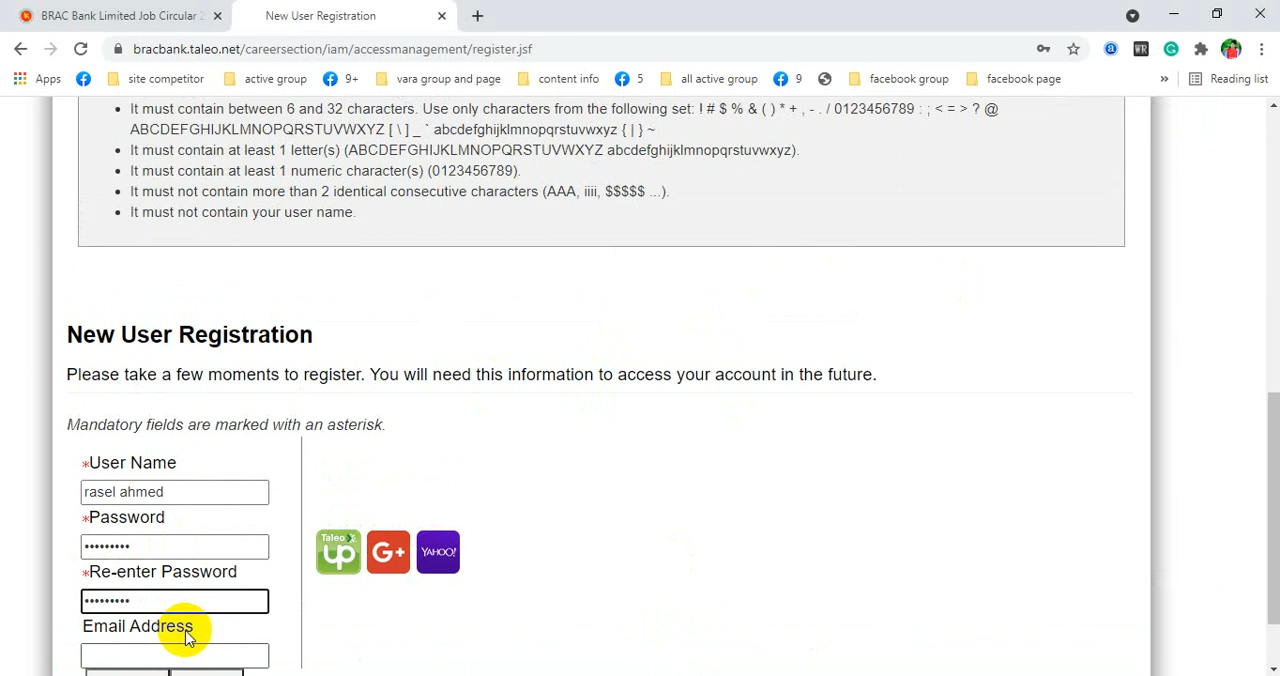 BRAC Bank Limited Job Circular 2
New User Registration
bracbank.taleo.net/careersection/iam/accessmanagement/register.jsf
Apps site competitor active group 9+ vara group and page content info 5 all active group 9 facebook group facebook page » Reading list
• It must contain between 6 and 32 characters. Use only characters from the following set: ! # $ % & ( ) * + , - . / 0123456789 : ; < = > ? @
ABCDEFGHIJKLMNOPQRSTUVWXYZ [ \ ] _ ` abcdefghijklmnopqrstuvwxyz { | } ~
• It must contain at least 1 letter(s) (ABCDEFGHIJKLMNOPQRSTUVWXYZ abcdefghijklmnopqrstuvwxyz).
• It must contain at least 1 numeric character(s) (0123456789).
• It must not contain more than 2 identical consecutive characters (AAA, iiii, $$$$$ ...).
• It must not contain your user name.
New User Registration
Please take a few moments to register. You will need this information to access your account in the future.
Mandatory fields are marked with an asterisk.
*User Name
rasel ahmed
*Password
•••••••••
Taleo up G+ YAHOO!
*Re-enter Password
•••••••••
Email Address